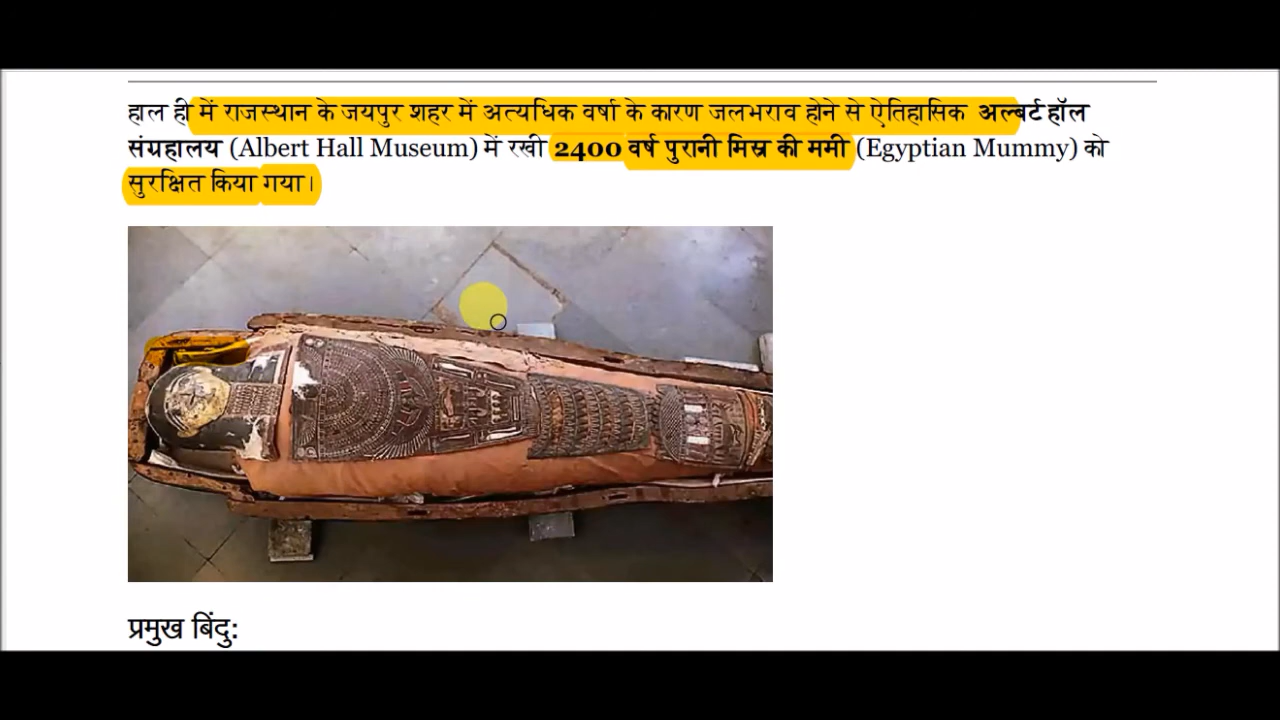 हाल ही में राजस्थान के जयपुर शहर में अत्यधिक वर्षा के कारण जलभराव होने से ऐतिहासिक अल्बर्ट हॉल
संग्रहालय (Albert Hall Museum) में रखी 2400 वर्ष पुरानी मिस्र की ममी (Egyptian Mummy) को
सुरक्षित किया गया।
प्रमुख बिंदु: